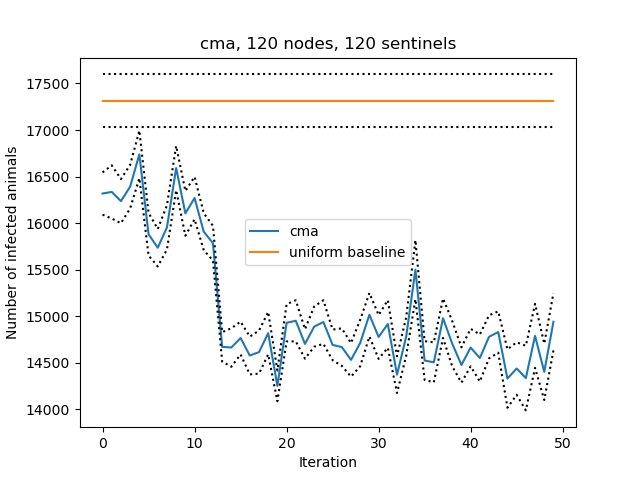 cma, 120 nodes, 120 sentinels
Number of infected animals
17500
17000
16500
16000
15500
15000
14500
14000
cma
uniform baseline
0 10 20 30 40 50
Iteration